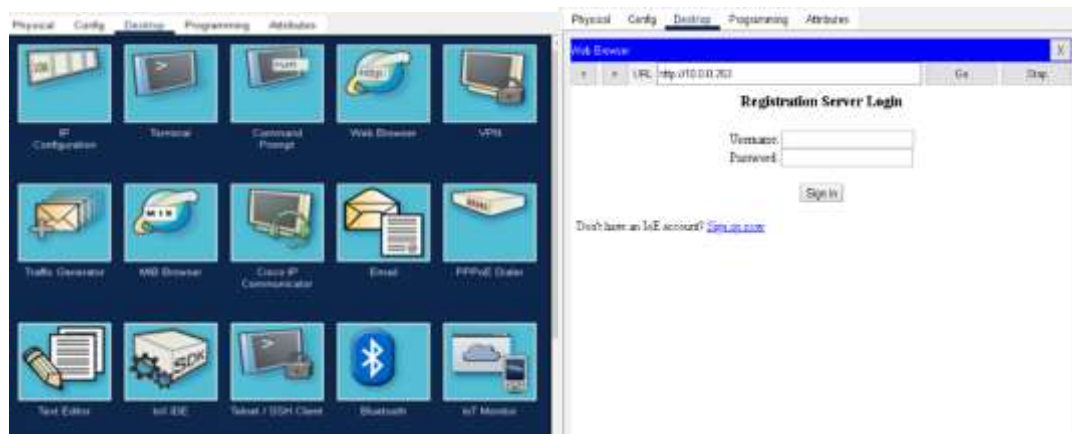 Physical Config Desktop Programming Attributes
IP Configuration
Terminal
Command Prompt
Web Browser
VPN
Traffic Generator
MIB Browser
Cisco IP Communicator
Email
PPPoE Dialer
Text Editor
IoT IDE
Telnet / SSH Client
Bluetooth
IoT Monitor
Physical Config Desktop Programming Attributes
Web Browser X
< > URL Go Stop
Registration Server Login
Username:
Password:
Sign In
Don't have an IoE account? Sign up now